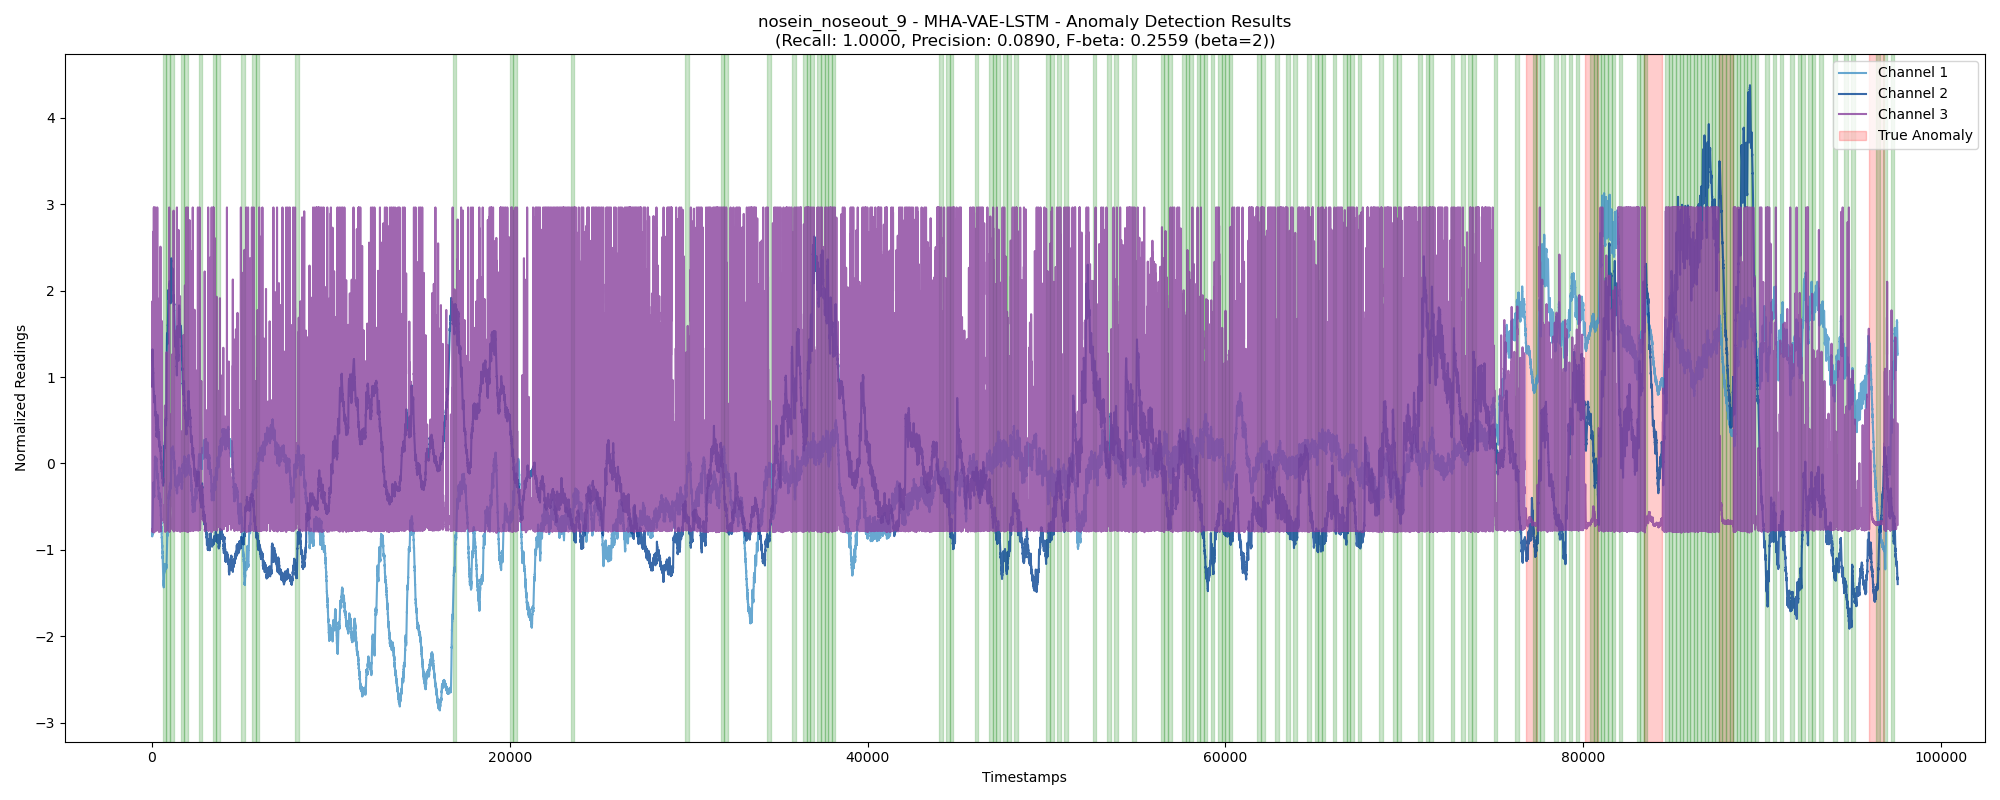 nosein_noseout_9 - MHA-VAE-LSTM - Anomaly Detection Results
(Recall: 1.0000, Precision: 0.0890, F-beta: 0.2559 (beta=2))
Channel 1
Channel 2
Channel 3
True Anomaly
Normalized Readings
4
3
2
1
0
−1
−2
−3
0
20000
40000
60000
80000
100000
Timestamps